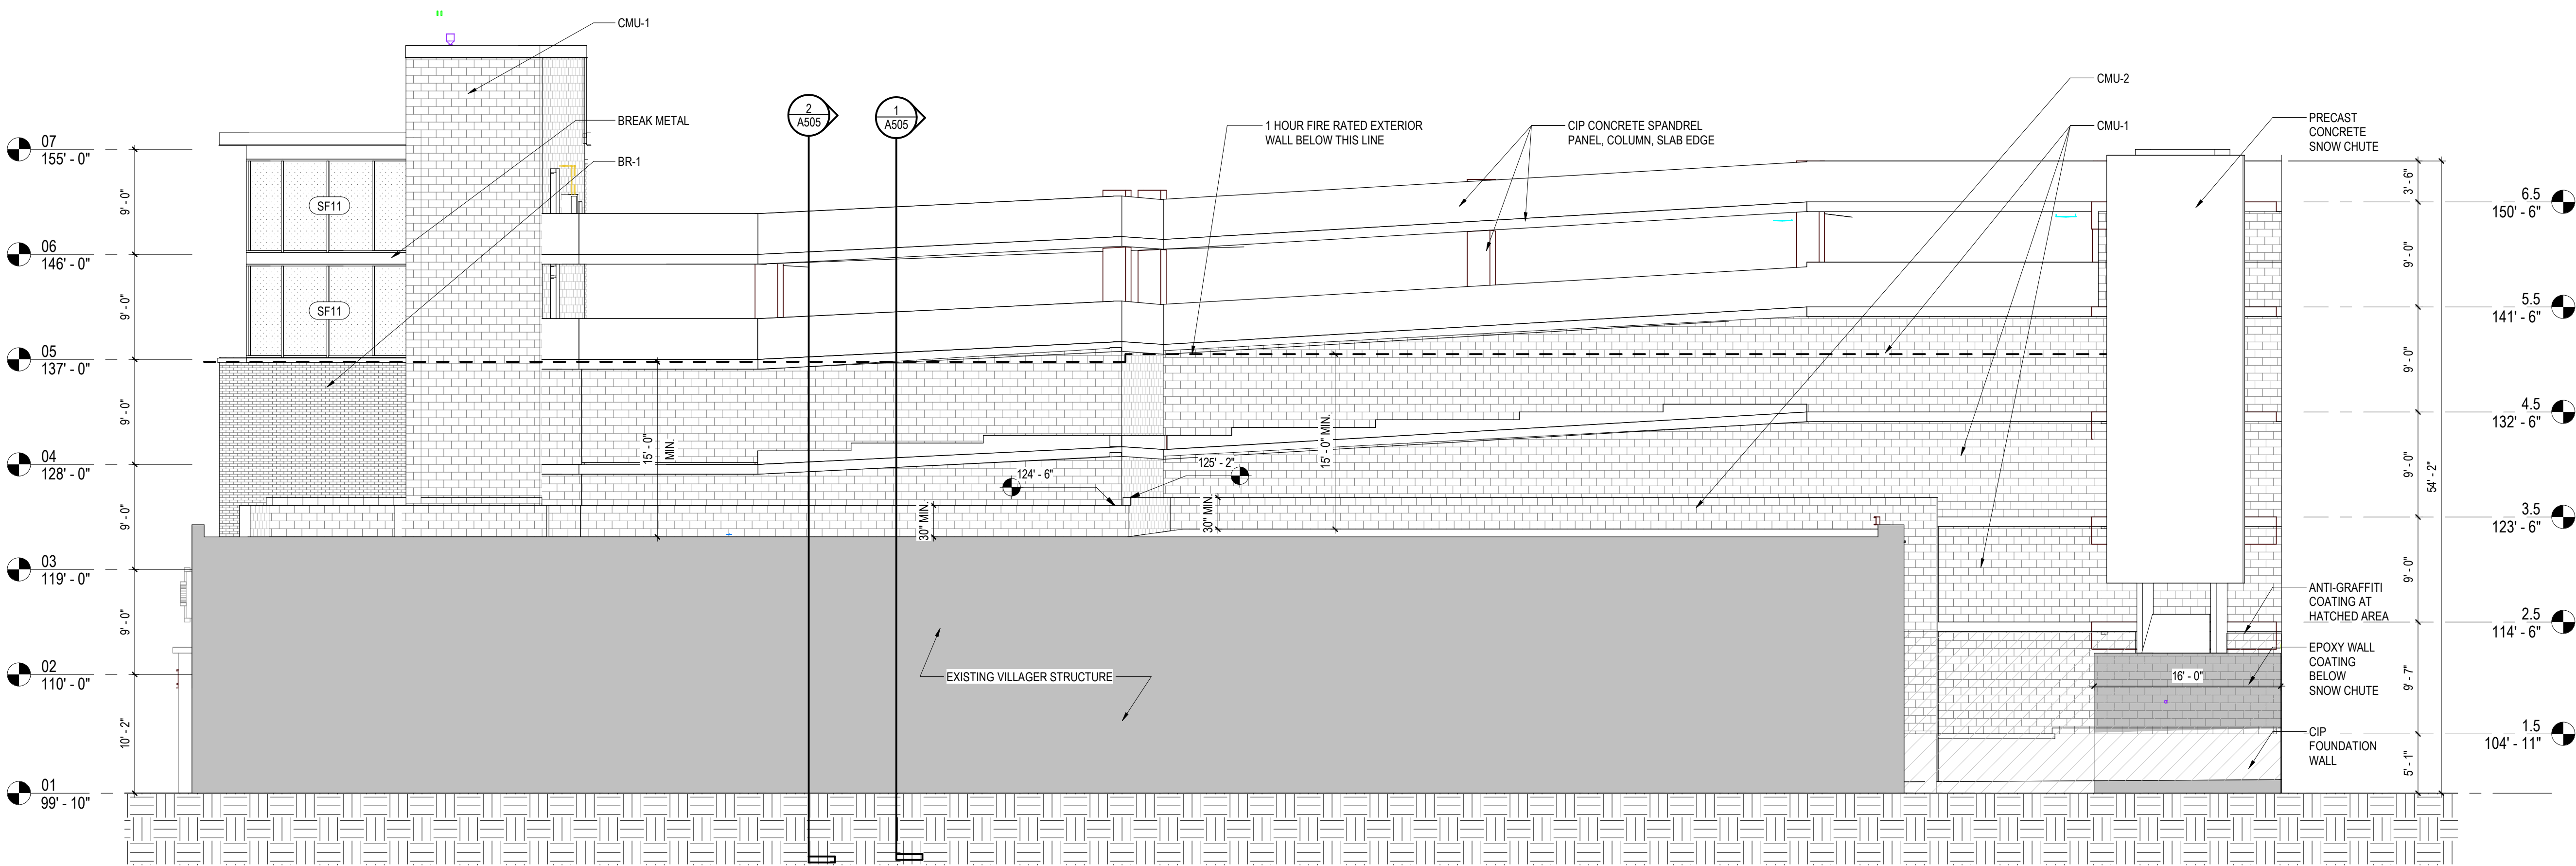 CMU-1
BREAK METAL
BR-1
2
A505
1
A505
1 HOUR FIRE RATED EXTERIOR
WALL BELOW THIS LINE
CIP CONCRETE SPANDREL
PANEL, COLUMN, SLAB EDGE
CMU-2
CMU-1
PRECAST
CONCRETE
SNOW CHUTE
07
155' - 0"
06
146' - 0"
05
137' - 0"
04
128' - 0"
03
119' - 0"
02
110' - 0"
01
99' - 10"
9' - 0"
9' - 0"
9' - 0"
9' - 0"
9' - 0"
10' - 2"
SF11
SF11
15' - 0"
MIN.
30" MIN.
124' - 6"
125' - 2"
30" MIN.
15' - 0" MIN.
EXISTING VILLAGER STRUCTURE
16' - 0"
ANTI-GRAFFITI
COATING AT
HATCHED AREA
EPOXY WALL
COATING
BELOW
SNOW CHUTE
CIP
FOUNDATION
WALL
3' - 6"
9' - 0"
9' - 0"
9' - 0"
9' - 0"
9' - 7"
5' - 1"
54' - 2"
6.5
150' - 6"
5.5
141' - 6"
4.5
132' - 6"
3.5
123' - 6"
2.5
114' - 6"
1.5
104' - 11"